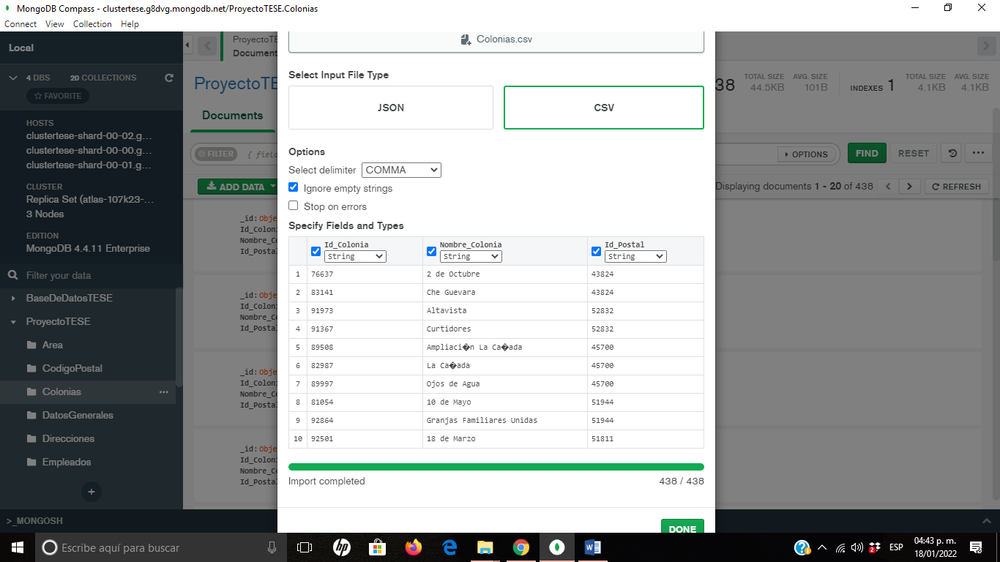 MongoDB Compass - clustertese.g8dvg.mongodb.net/ProyectoTESE.Colonias
Connect View Collection Help
Local
4 DBS 20 COLLECTIONS
FAVORITE
HOSTS
clustertese-shard-00-02.g...
clustertese-shard-00-00.g...
clustertese-shard-00-01.g...
CLUSTER
Replica Set (atlas-107k23-...
3 Nodes
EDITION
MongoDB 4.4.11 Enterprise
Filter your data
BaseDeDatosTESE
ProyectoTESE
Area
CodigoPostal
Colonias
DatosGenerales
Direcciones
Empleados
>_MONGOSH
ProyectoTE
Document
ProyectoTE
38 TOTAL SIZE 44.5KB AVG. SIZE 101B INDEXES 1 TOTAL SIZE 4.1KB AVG. SIZE 4.1KB
Documents
FILTER { field
OPTIONS FIND RESET
ADD DATA
Displaying documents 1 - 20 of 438 REFRESH
_id:Obje
Id_Coloni
Nombre_Co
Id_Postal
_id:Obje
Id_Coloni
Nombre_Co
Id_Postal
_id:Obje
Id_Coloni
Nombre_Co
Id_Postal
_id:Obje
Id_Coloni
Nombre_Co
Id_Postal
Colonias.csv
Select Input File Type
JSON CSV
Options
Select delimiter COMMA
Ignore empty strings
Stop on errors
Specify Fields and Types
Id_Colonia Nombre_Colonia Id_Postal
String String String
1 76637 2 de Octubre 43824
2 83141 Che Guevara 43824
3 91973 Altavista 52832
4 91367 Curtidores 52832
5 89508 Ampliaci�n La Ca�ada 45700
6 82987 La Ca�ada 45700
7 89997 Ojos de Agua 45700
8 81054 10 de Mayo 51944
9 92864 Granjas Familiares Unidas 51944
10 92501 18 de Marzo 51811
Import completed 438 / 438
DONE
Escribe aquí para buscar
ESP
04:43 p. m.
18/01/2022